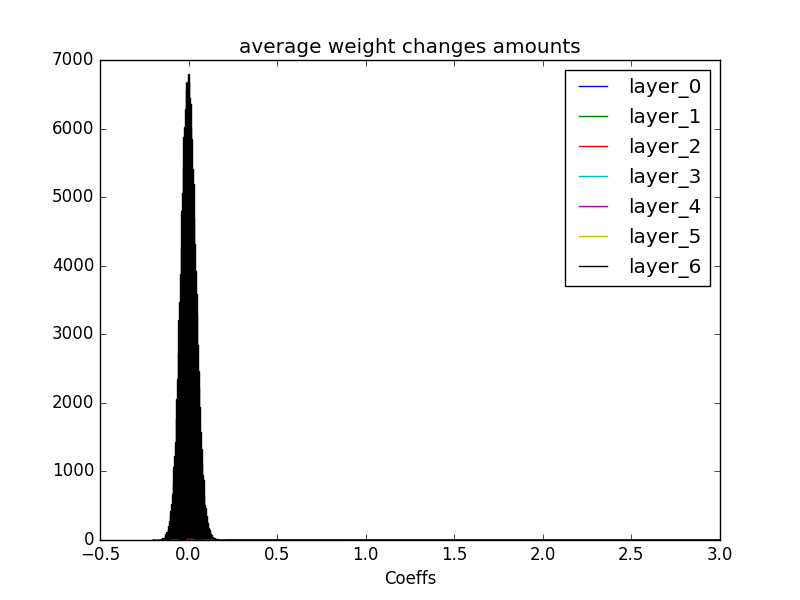 average weight changes amounts
7000
6000
5000
4000
3000
2000
1000
0
−0.5 0.0 0.5 1.0 1.5 2.0 2.5 3.0
Coeffs
layer_0
layer_1
layer_2
layer_3
layer_4
layer_5
layer_6